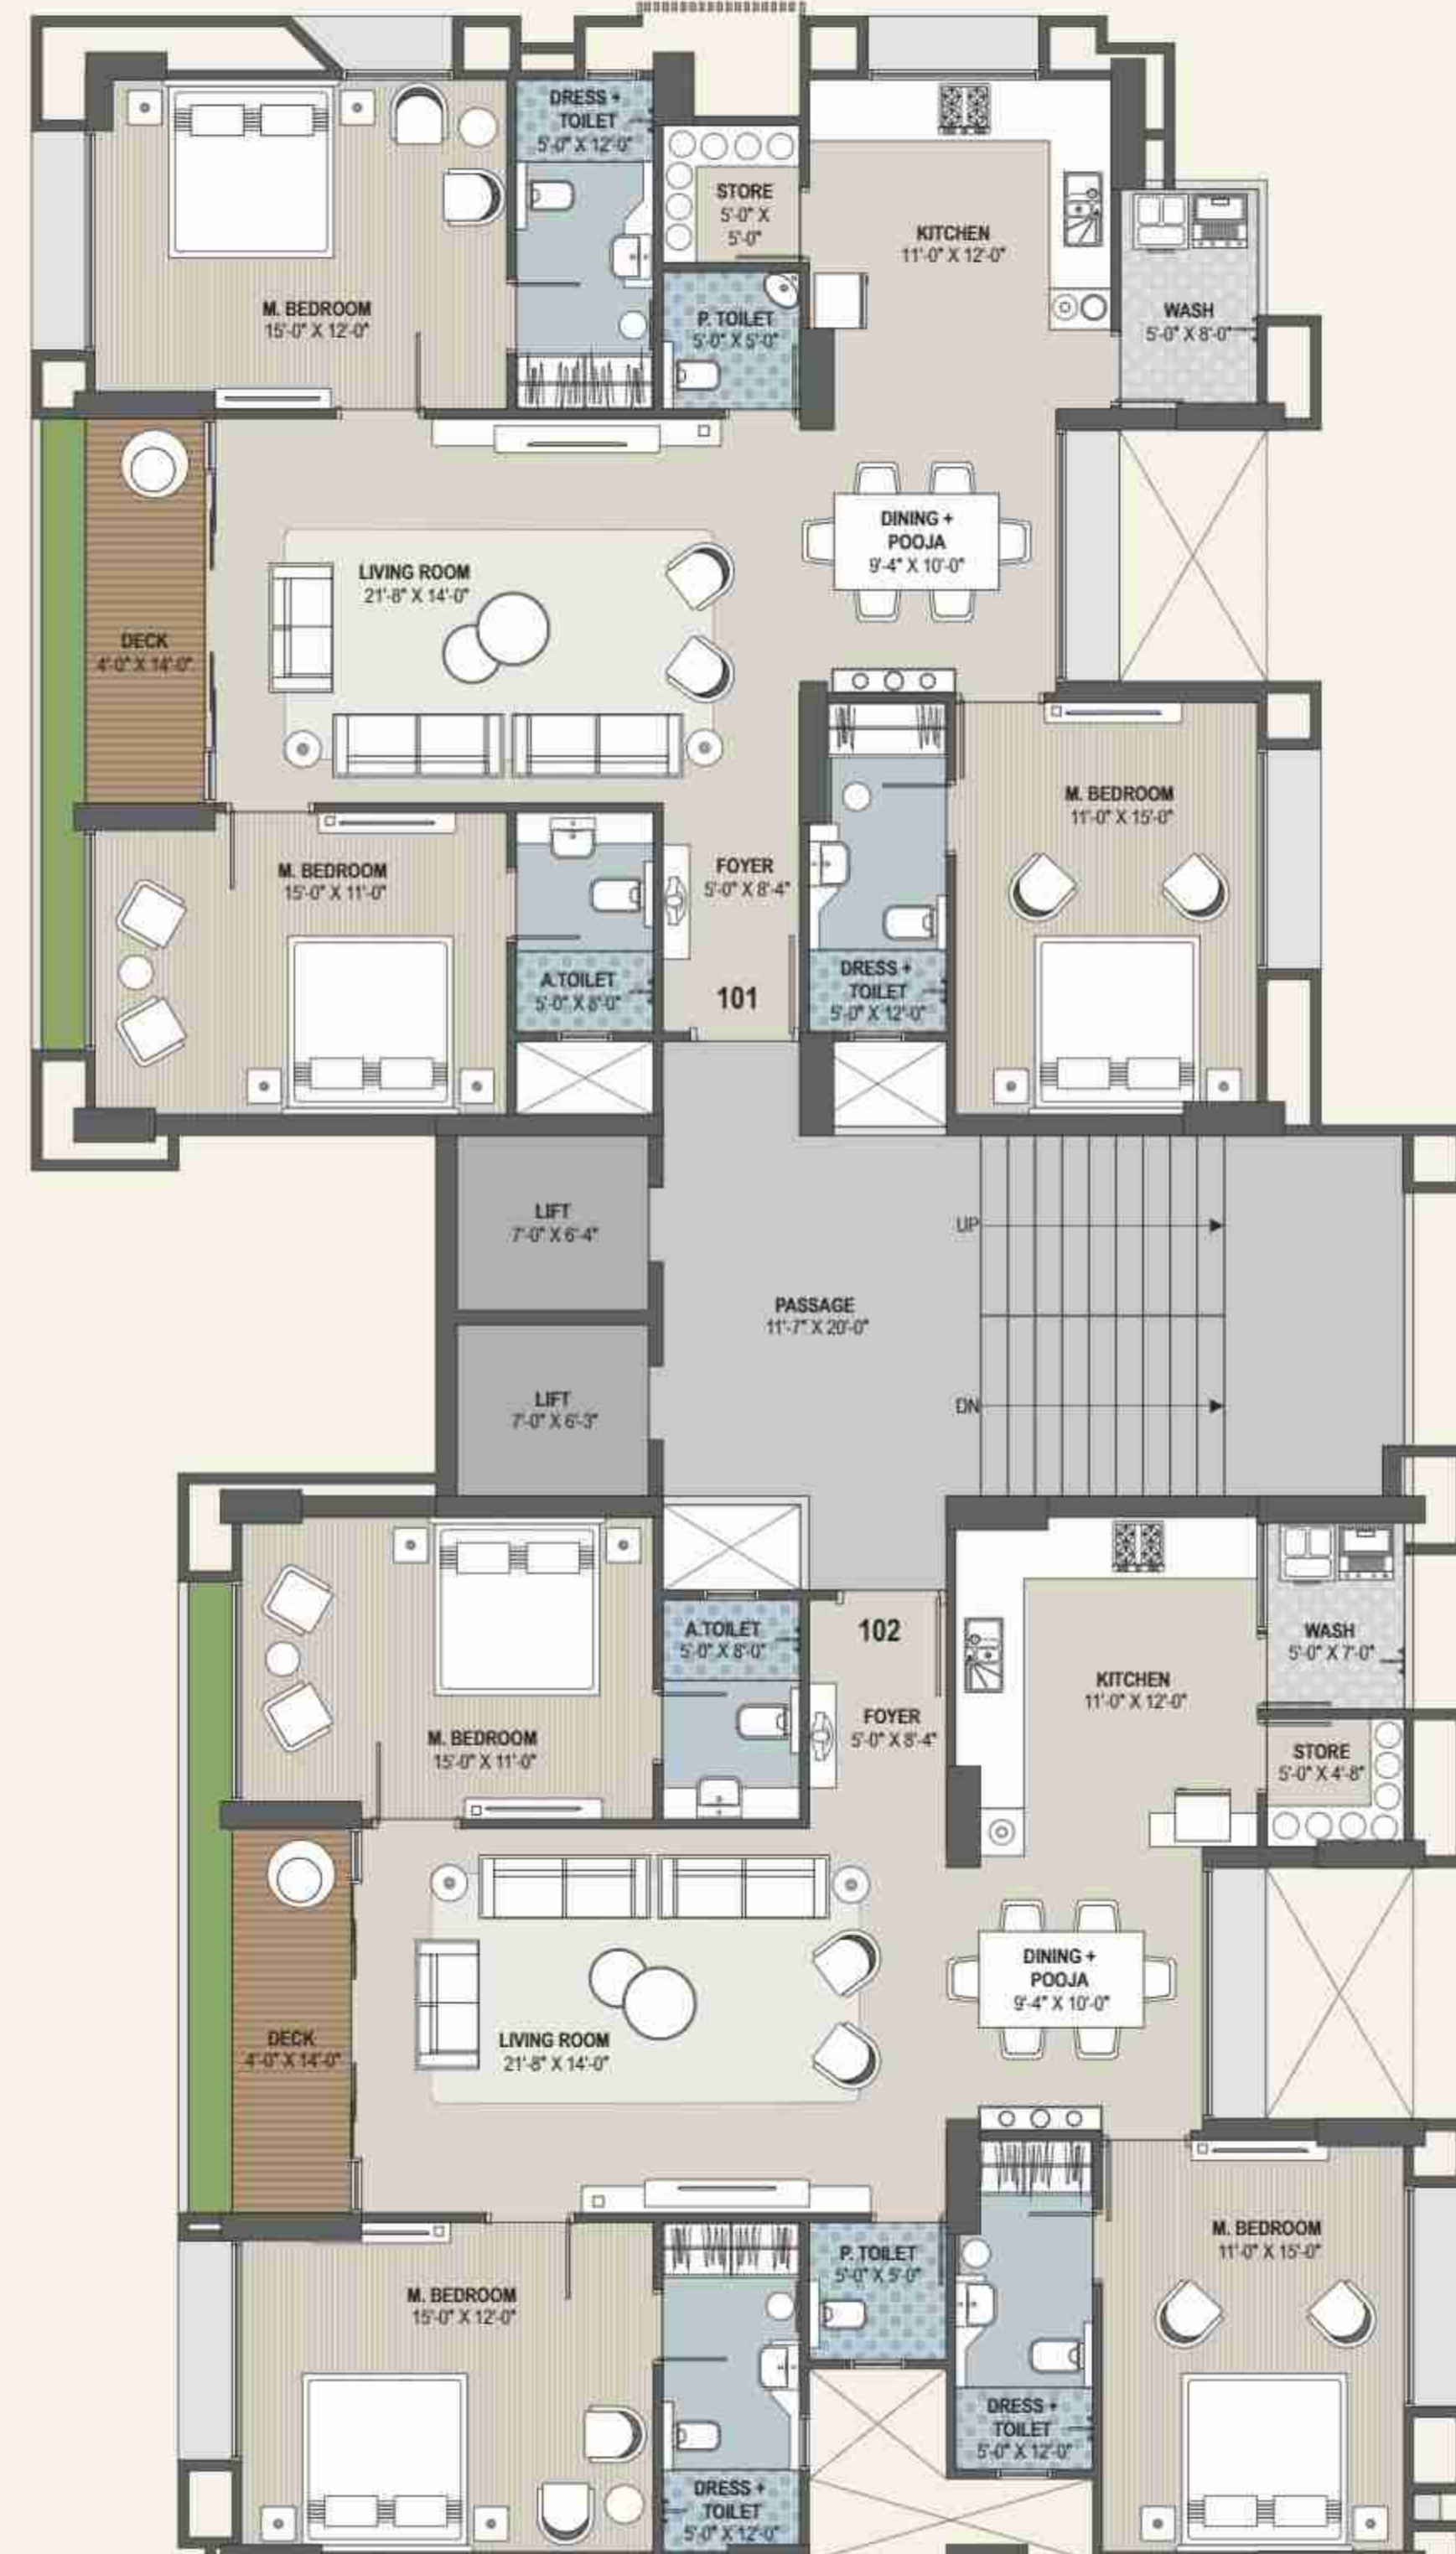 DRESS +
TOILET
5'-0" X 12'-0"
STORE
5'-0" X
5'-0"
KITCHEN
11'-0" X 12'-0"
M. BEDROOM
15'-0" X 12'-0"
P. TOILET
5'-0" X 5'-0"
WASH
5'-0" X 8'-0"
DINING +
POOJA
9'-4" X 10'-0"
LIVING ROOM
21'-8" X 14'-0"
DECK
4'-0" X 14'-0"
M. BEDROOM
11'-0" X 15'-0"
M. BEDROOM
15'-0" X 11'-0"
FOYER
5'-0" X 8'-4"
A.TOILET
5'-0" X 8'-0"
101
DRESS +
TOILET
5'-0" X 12'-0"
LIFT
7'-0" X 6'-4"
UP
PASSAGE
11'-7" X 20'-0"
LIFT
7'-0" X 6'-3"
DN
A.TOILET
5'-0" X 8'-0"
102
WASH
5'-0" X 7'-0"
KITCHEN
11'-0" X 12'-0"
FOYER
5'-0" X 8'-4"
M. BEDROOM
15'-0" X 11'-0"
STORE
5'-0" X 4'-8"
DINING +
POOJA
9'-4" X 10'-0"
DECK
4'-0" X 14'-0"
LIVING ROOM
21'-8" X 14'-0"
M. BEDROOM
11'-0" X 15'-0"
P. TOILET
5'-0" X 5'-0"
M. BEDROOM
15'-0" X 12'-0"
DRESS +
TOILET
5'-0" X 12'-0"
DRESS +
TOILET
5'-0" X 12'-0"